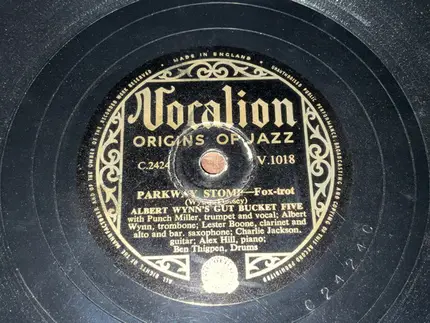 MADE IN ENGLAND
Vocalion
ORIGINS OF JAZZ
C.2424
V.1018
PARKWAY STOMP—Fox-trot
ALBERT WYNN'S GUT BUCKET FIVE
with Punch Miller, trumpet and vocal; Albert
Wynn, trombone; Lester Boone, clarinet and
alto and bar. saxophone; Charlie Jackson,
guitar; Alex Hill, piano;
Ben Thigpen, Drums